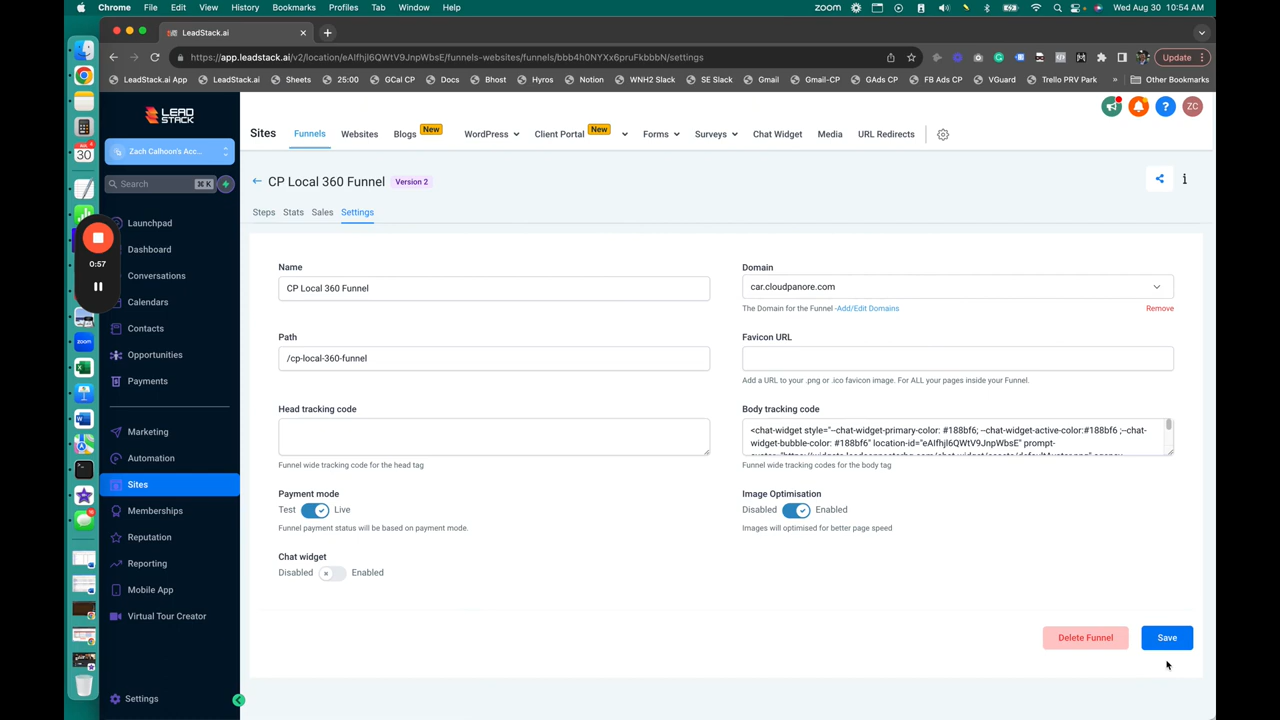 Chrome File Edit View History Bookmarks Profiles Tab Window Help zoom Wed Aug 30 10:54 AM
LeadStack.ai
https://app.leadstack.ai/v2/location/eAIfhjl6QWtV9JnpWbsE/funnels-websites/funnels/bbb4h0NYXx6pruFkbbbN/settings
Update
LeadStack.ai App LeadStack.ai Sheets 25:00 GCal CP Docs Bhost Hyros Notion WNH2 Slack SE Slack Gmail Gmail-CP GAds CP FB Ads CP VGuard Trello PRV Park » Other Bookmarks
LEAD
STACK
ZC
Sites Funnels Websites Blogs New WordPress Client Portal New Forms Surveys Chat Widget Media URL Redirects
Zach Calhoun's Acc...
Search ⌘ K
CP Local 360 Funnel Version 2
Steps Stats Sales Settings
0:57
Launchpad
Dashboard
Conversations
Calendars
Contacts
Opportunities
Payments
Marketing
Automation
Sites
Memberships
Reputation
Reporting
Mobile App
Virtual Tour Creator
Settings
30
zoom
Name
CP Local 360 Funnel
Domain
car.cloudpanore.com
The Domain for the Funnel -Add/Edit Domains
Remove
Path
/cp-local-360-funnel
Favicon URL
Add a URL to your .png or .ico favicon image. For ALL your pages inside your Funnel.
Head tracking code
Funnel wide tracking code for the head tag
Body tracking code
<chat-widget style="--chat-widget-primary-color: #188bf6; --chat-widget-active-color:#188bf6 ;--chat-
widget-bubble-color: #188bf6" location-id="eAIfhjl6QWtV9JnpWbsE" prompt-
Funnel wide tracking codes for the body tag
Payment mode
Test Live
Funnel payment status will be based on payment mode.
Image Optimisation
Disabled Enabled
Images will optimised for better page speed
Chat widget
Disabled Enabled
Delete Funnel
Save